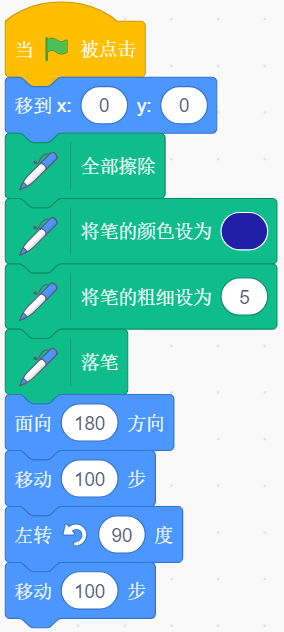 当 被点击
移到 x: 0 y: 0
全部擦除
将笔的颜色设为
将笔的粗细设为 5
落笔
面向 180 方向
移动 100 步
左转 90 度
移动 100 步